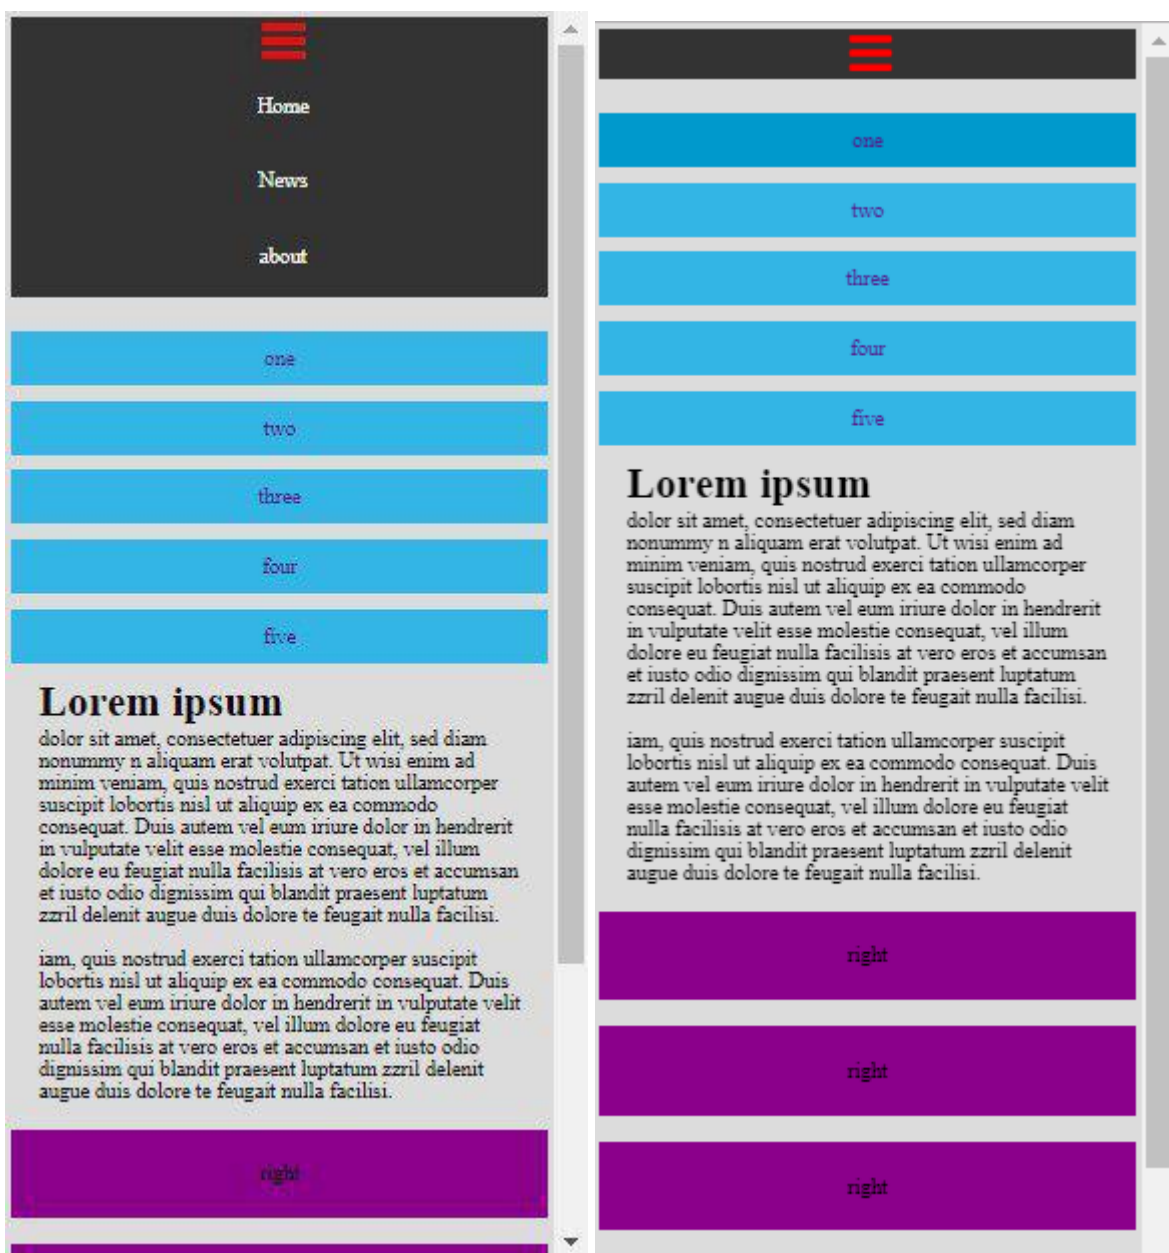 Home
News
about
one
two
three
four
five
Lorem ipsum
dolor sit amet, consectetuer adipiscing elit, sed diam
nonummy n aliquam erat volutpat. Ut wisi enim ad
minim veniam, quis nostrud exerci tation ullamcorper
suscipit lobortis nisl ut aliquip ex ea commodo
consequat. Duis autem vel eum iriure dolor in hendrerit
in vulputate velit esse molestie consequat, vel illum
dolore eu feugiat nulla facilisis at vero eros et accumsan
et iusto odio dignissim qui blandit praesent luptatum
zzril delenit augue duis dolore te feugait nulla facilisi.
iam, quis nostrud exerci tation ullamcorper suscipit
lobortis nisl ut aliquip ex ea commodo consequat. Duis
autem vel eum iriure dolor in hendrerit in vulputate velit
esse molestie consequat, vel illum dolore eu feugiat
nulla facilisis at vero eros et accumsan et iusto odio
dignissim qui blandit praesent luptatum zzril delenit
augue duis dolore te feugait nulla facilisi.
right
one
two
three
four
five
Lorem ipsum
dolor sit amet, consectetuer adipiscing elit, sed diam
nonummy n aliquam erat volutpat. Ut wisi enim ad
minim veniam, quis nostrud exerci tation ullamcorper
suscipit lobortis nisl ut aliquip ex ea commodo
consequat. Duis autem vel eum iriure dolor in hendrerit
in vulputate velit esse molestie consequat, vel illum
dolore eu feugiat nulla facilisis at vero eros et accumsan
et iusto odio dignissim qui blandit praesent luptatum
zzril delenit augue duis dolore te feugait nulla facilisi.
iam, quis nostrud exerci tation ullamcorper suscipit
lobortis nisl ut aliquip ex ea commodo consequat. Duis
autem vel eum iriure dolor in hendrerit in vulputate velit
esse molestie consequat, vel illum dolore eu feugiat
nulla facilisis at vero eros et accumsan et iusto odio
dignissim qui blandit praesent luptatum zzril delenit
augue duis dolore te feugait nulla facilisi.
right
right
right